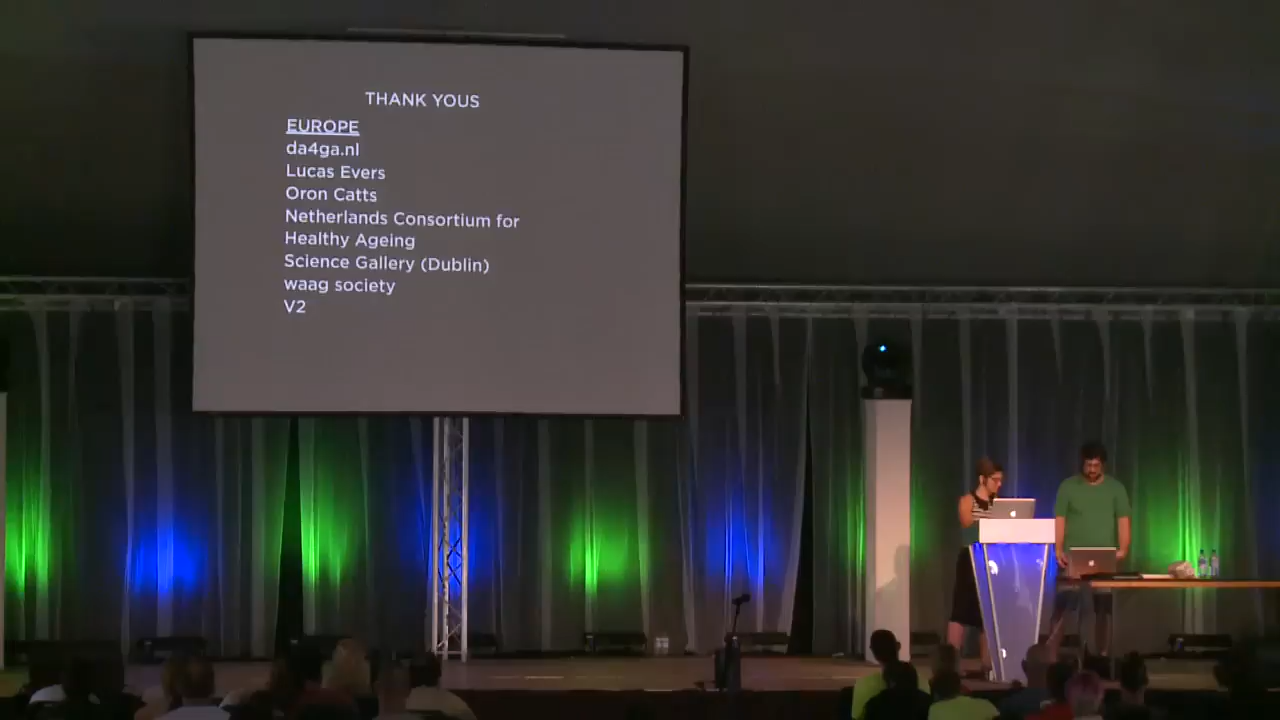 THANK YOUS
EUROPE
da4ga.nl
Lucas Evers
Oron Catts
Netherlands Consortium for
Healthy Ageing
Science Gallery (Dublin)
waag society
V2